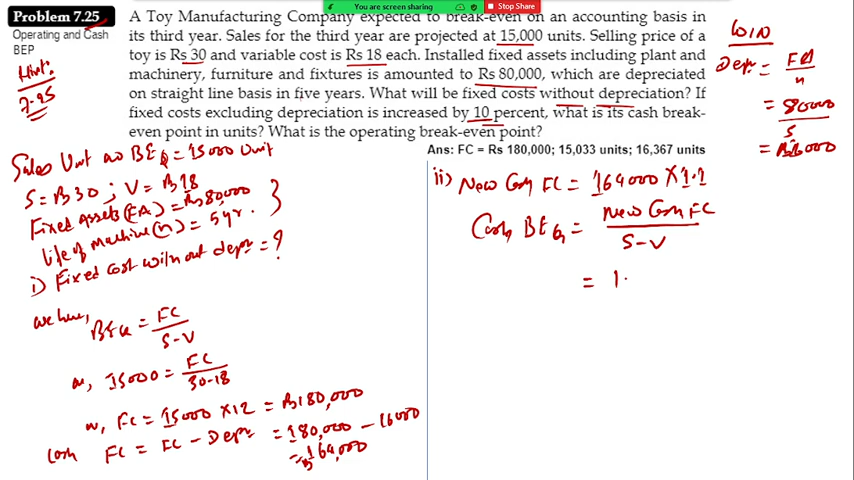 You are screen sharing
Stop Share
Problem 7.25
Operating and Cash
BEP
A Toy Manufacturing Company expected to break-even on an accounting basis in
its third year. Sales for the third year are projected at 15,000 units. Selling price of
a toy is Rs 30 and variable cost is Rs 18 each. Installed fixed assets including plant and
machinery, furniture and fixtures is amounted to Rs 80,000, which are depreciated
on straight line basis in five years. What will be fixed costs without depreciation? If
fixed costs excluding depreciation is increased by 10 percent, what is its cash break-
even point in units? What is the operating break-even point?
Ans: FC = Rs 180,000; 15,033 units; 16,367 units
Hint:
7-25
Sales Unit as BEQ = 15000 Unit
S = Rs 30 ; V = Rs 18
Fixed Assets (FA) = Rs 80000
Life of machine (n) = 5 yr.
i) Fixed cost without depn = ?
we have,
BEQ = FC / S-V
or, 15000 = FC / 30-18
or, FC = 15000 × 12 = Rs 180,000
Cash FC = FC - Depn = 180,000 - 16000
= Rs 164,000
ii) New Cash FC = 164000 × 1.1
Cash BEQ = New Cash FC / S-V
= 1.
W.N
Depn = FA / n
= 80000 / 5
= Rs 16000